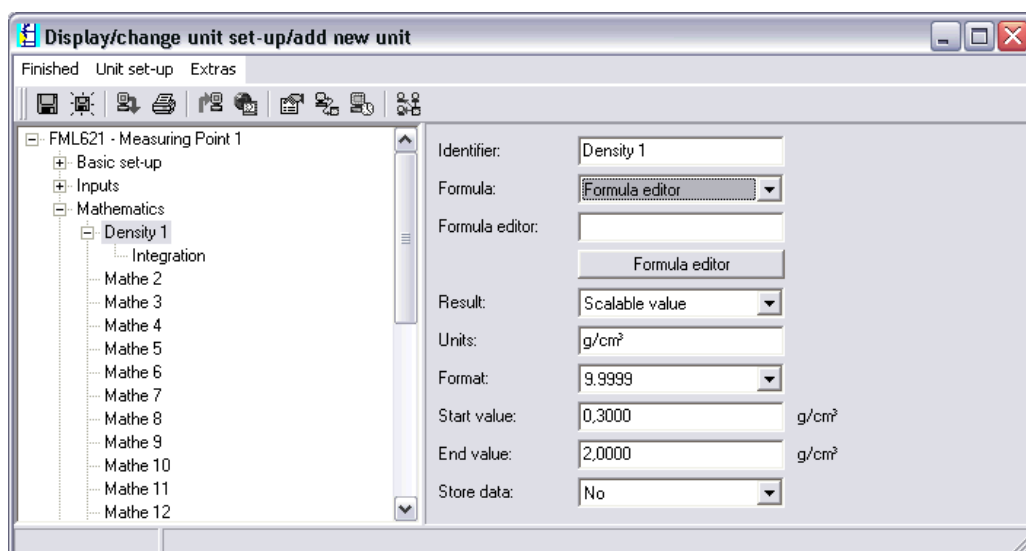 Display/change unit set-up/add new unit
Finished Unit set-up Extras
FML621 - Measuring Point 1
Basic set-up
Inputs
Mathematics
Density 1
Integration
Mathe 2
Mathe 3
Mathe 4
Mathe 5
Mathe 6
Mathe 7
Mathe 8
Mathe 9
Mathe 10
Mathe 11
Mathe 12
Identifier: Density 1
Formula: Formula editor
Formula editor:
Formula editor
Result: Scalable value
Units: g/cm³
Format: 9.9999
Start value: 0,3000 g/cm³
End value: 2,0000 g/cm³
Store data: No